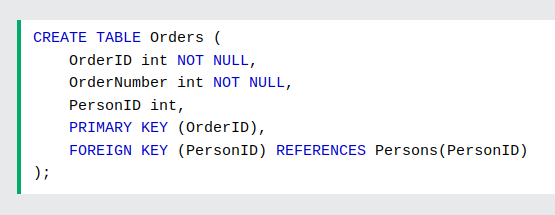 CREATE TABLE Orders (
    OrderID int NOT NULL,
    OrderNumber int NOT NULL,
    PersonID int,
    PRIMARY KEY (OrderID),
    FOREIGN KEY (PersonID) REFERENCES Persons(PersonID)
);